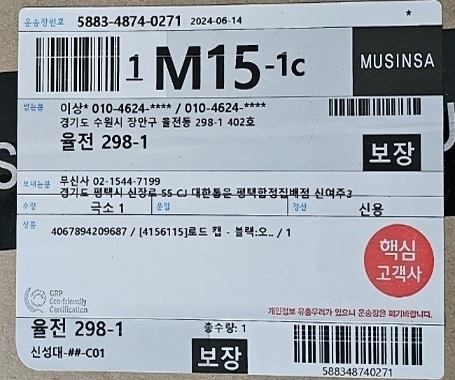 운송장번호 5883-4874-0271 2024-06-14 *
1 M15-1c MUSINSA
받는분 이상* 010-4624-**** / 010-4624-****
경기도 수원시 장안구 율전동 298-1 402호
율전 298-1
보장
보내는분 무신사 02-1544-7199
경기도 평택시 신장로 55 CJ 대한통운 평택합정진배점 신여주3
수량 극소 1 운임 정산 신용
상품
4067894209687 / [4156115]로드 캡 - 블랙:오.. / 1
핵심
고객사
GRP
Eco-friendly
Certification
개인정보 유출우려가 있으니 운송장은 폐기바랍니다.
율전 298-1 총수량: 1
신성대-##-C01 보장
588348740271